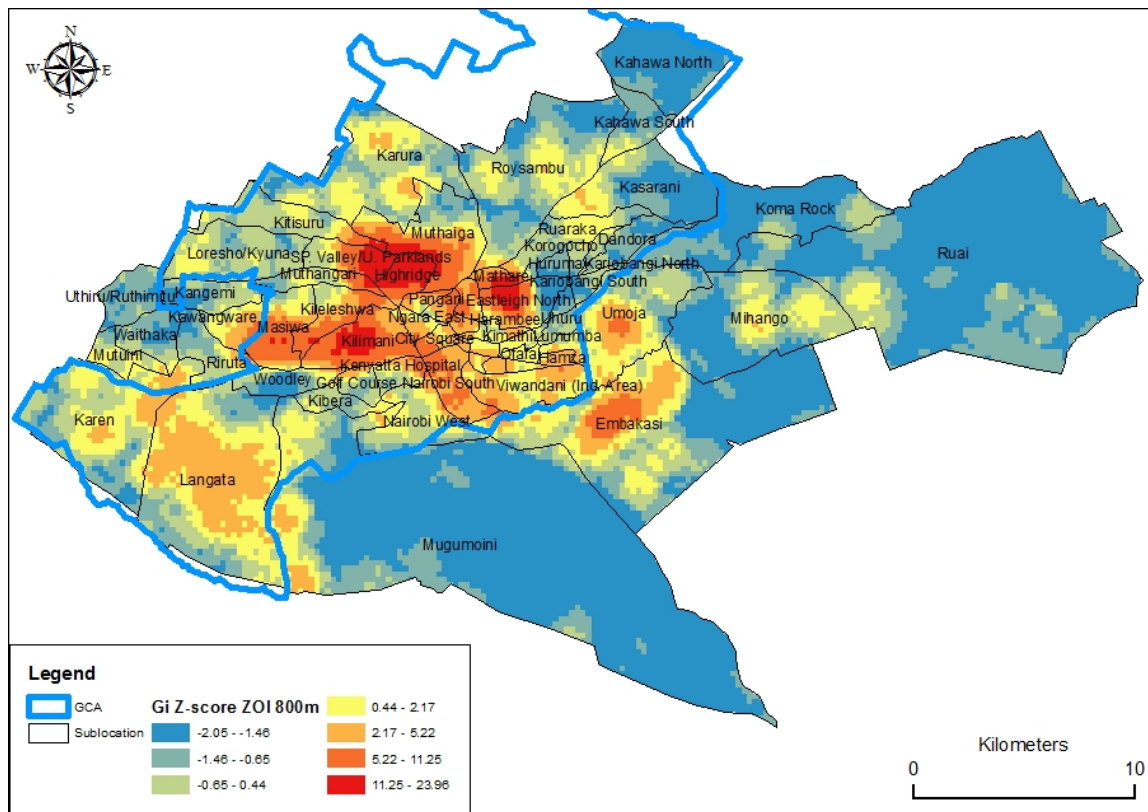 N
W E
S
Kahawa North
Kahawa South
Karura
Roysambu
Kasarani
Koma Rock
Kitisuru
Muthaiga
Ruaraka
Korogocho
Dandora
Ruai
Loresho/Kyuna
SP. Valley/U. Parklands
Huruma
Kariobangi North
Muthangari
Highridge
Mathare
Kariobangi South
Uthiru/Ruthimitu
Kangemi
Pangani
Eastleigh North
Kawangware
Kileleshwa
Ngara East
Harambee
Uhuru
Umoja
Mihango
Waithaka
Masiwa
Kilimani
City Square
Kimathi
Lumumba
Mutuini
Riruta
Kenyatta Hospital
Ofafa
Hamza
Woodley
Golf Course
Nairobi South
Viwandani (Ind. Area)
Kibera
Karen
Nairobi West
Embakasi
Langata
Mugumoini
Legend
GCA
Sublocation
Gi Z-score ZOI 800m
-2.05 - -1.46
-1.46 - -0.65
-0.65 - 0.44
0.44 - 2.17
2.17 - 5.22
5.22 - 11.25
11.25 - 23.96
Kilometers
0 10